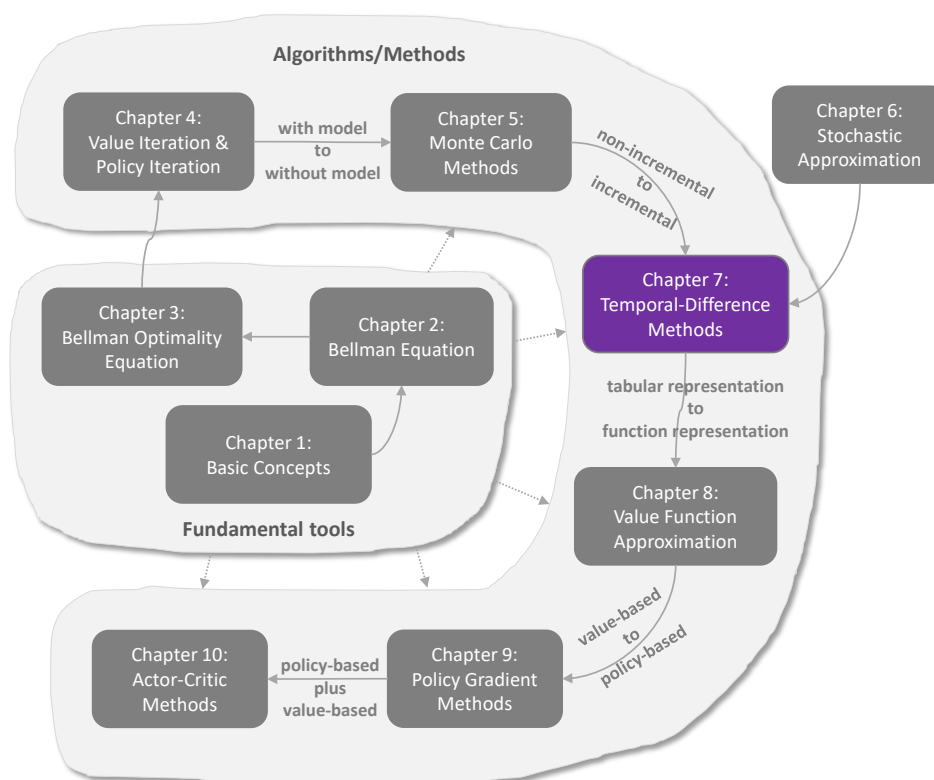 Algorithms/Methods
Chapter 4:
Value Iteration &
Policy Iteration
with model
to
without model
Chapter 5:
Monte Carlo
Methods
non-incremental
to
incremental
Chapter 6:
Stochastic
Approximation
Chapter 7:
Temporal-Difference
Methods
Chapter 3:
Bellman Optimality
Equation
Chapter 2:
Bellman Equation
Chapter 1:
Basic Concepts
Fundamental tools
tabular representation
to
function representation
Chapter 8:
Value Function
Approximation
value-based
to
policy-based
Chapter 9:
Policy Gradient
Methods
policy-based
plus
value-based
Chapter 10:
Actor-Critic
Methods